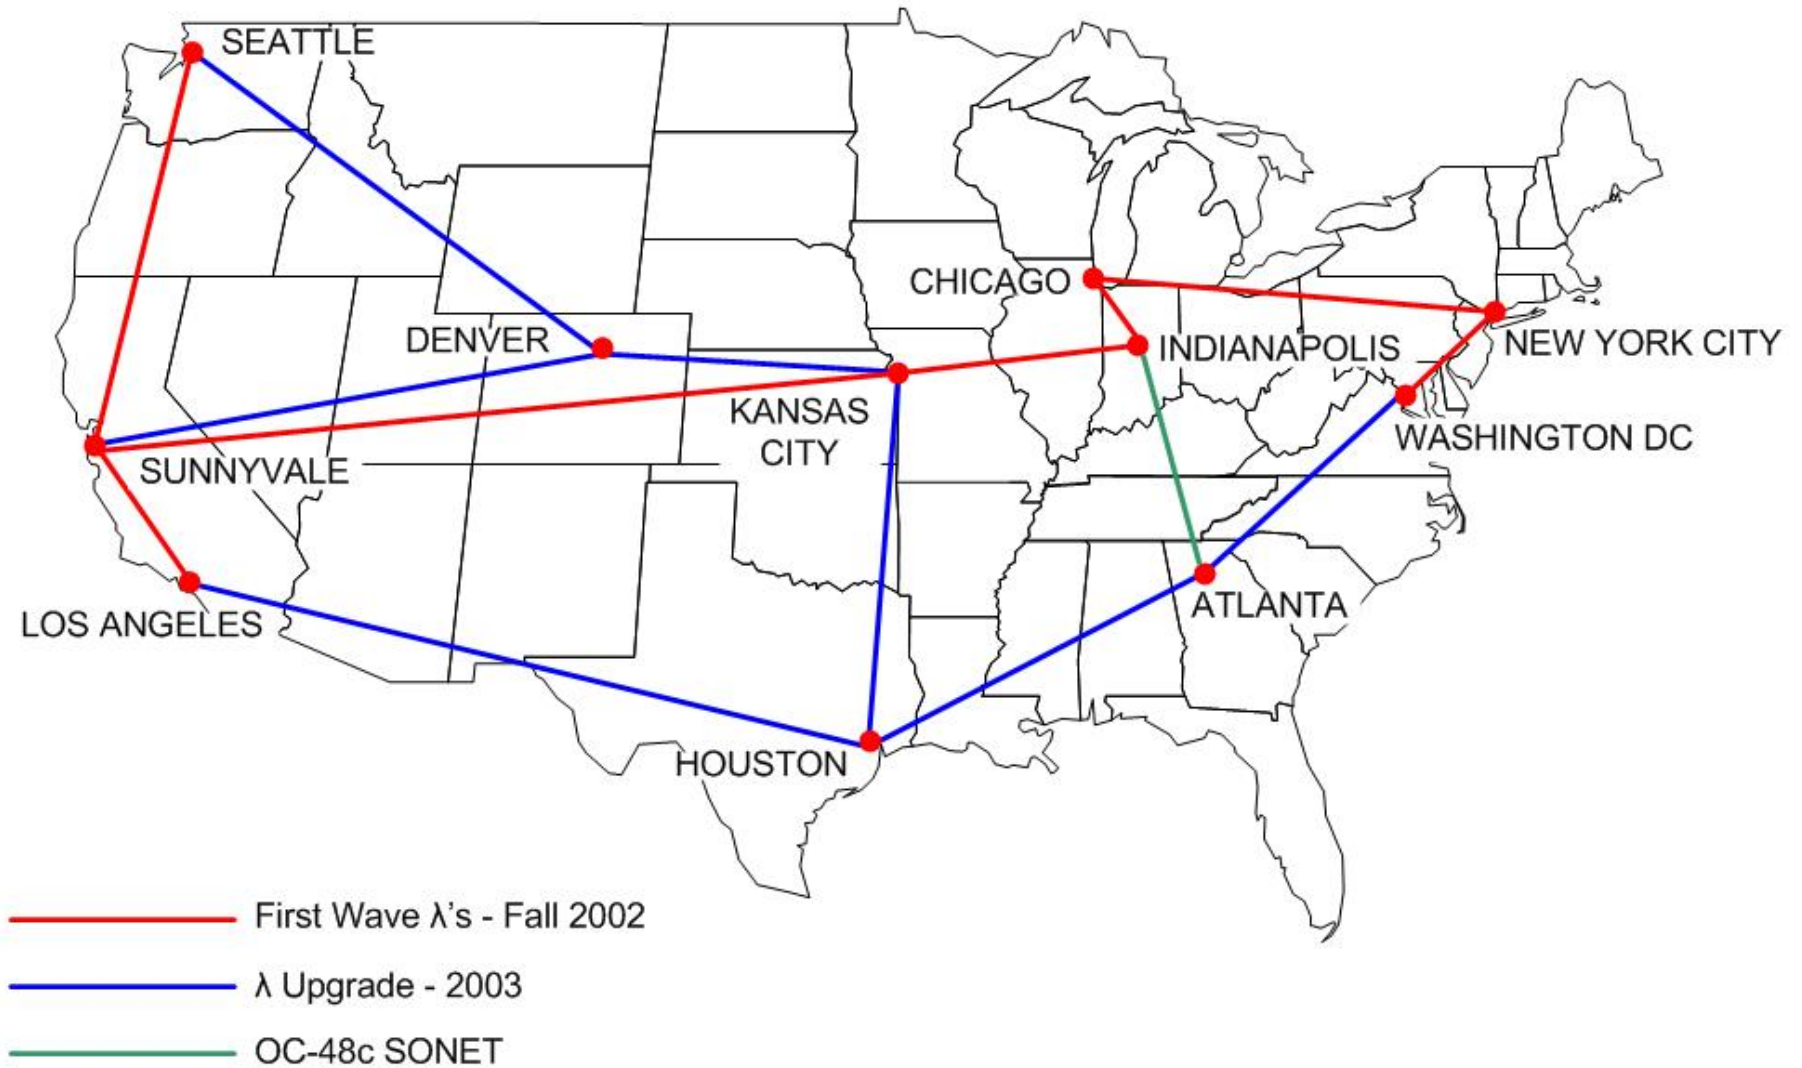 SEATTLE
CHICAGO
DENVER
INDIANAPOLIS
NEW YORK CITY
KANSAS
CITY
WASHINGTON DC
SUNNYVALE
ATLANTA
LOS ANGELES
HOUSTON
First Wave λ's - Fall 2002
λ Upgrade - 2003
OC-48c SONET